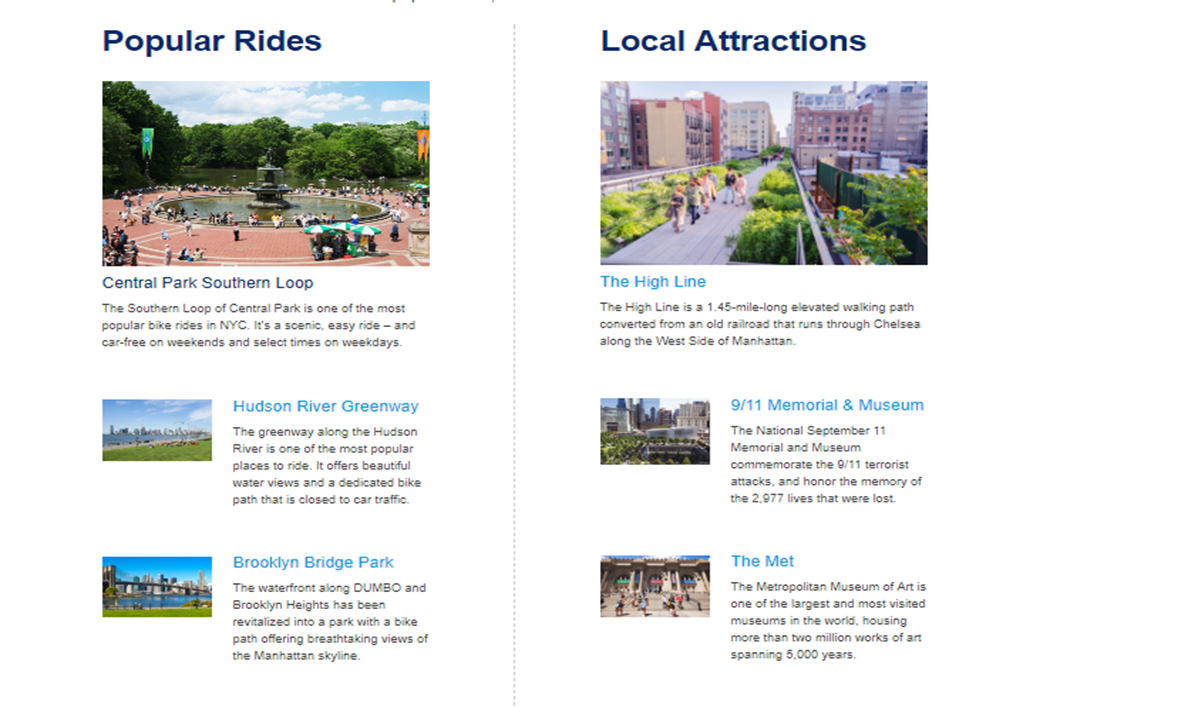 Popular Rides
Central Park Southern Loop
The Southern Loop of Central Park is one of the most
popular bike rides in NYC. It's a scenic, easy ride – and
car-free on weekends and select times on weekdays.
Hudson River Greenway
The greenway along the Hudson
River is one of the most popular
places to ride. It offers beautiful
water views and a dedicated bike
path that is closed to car traffic.
Brooklyn Bridge Park
The waterfront along DUMBO and
Brooklyn Heights has been
revitalized into a park with a bike
path offering breathtaking views of
the Manhattan skyline.
Local Attractions
The High Line
The High Line is a 1.45-mile-long elevated walking path
converted from an old railroad that runs through Chelsea
along the West Side of Manhattan.
9/11 Memorial & Museum
The National September 11
Memorial and Museum
commemorate the 9/11 terrorist
attacks, and honor the memory of
the 2,977 lives that were lost.
The Met
The Metropolitan Museum of Art is
one of the largest and most visited
museums in the world, housing
more than two million works of art
spanning 5,000 years.